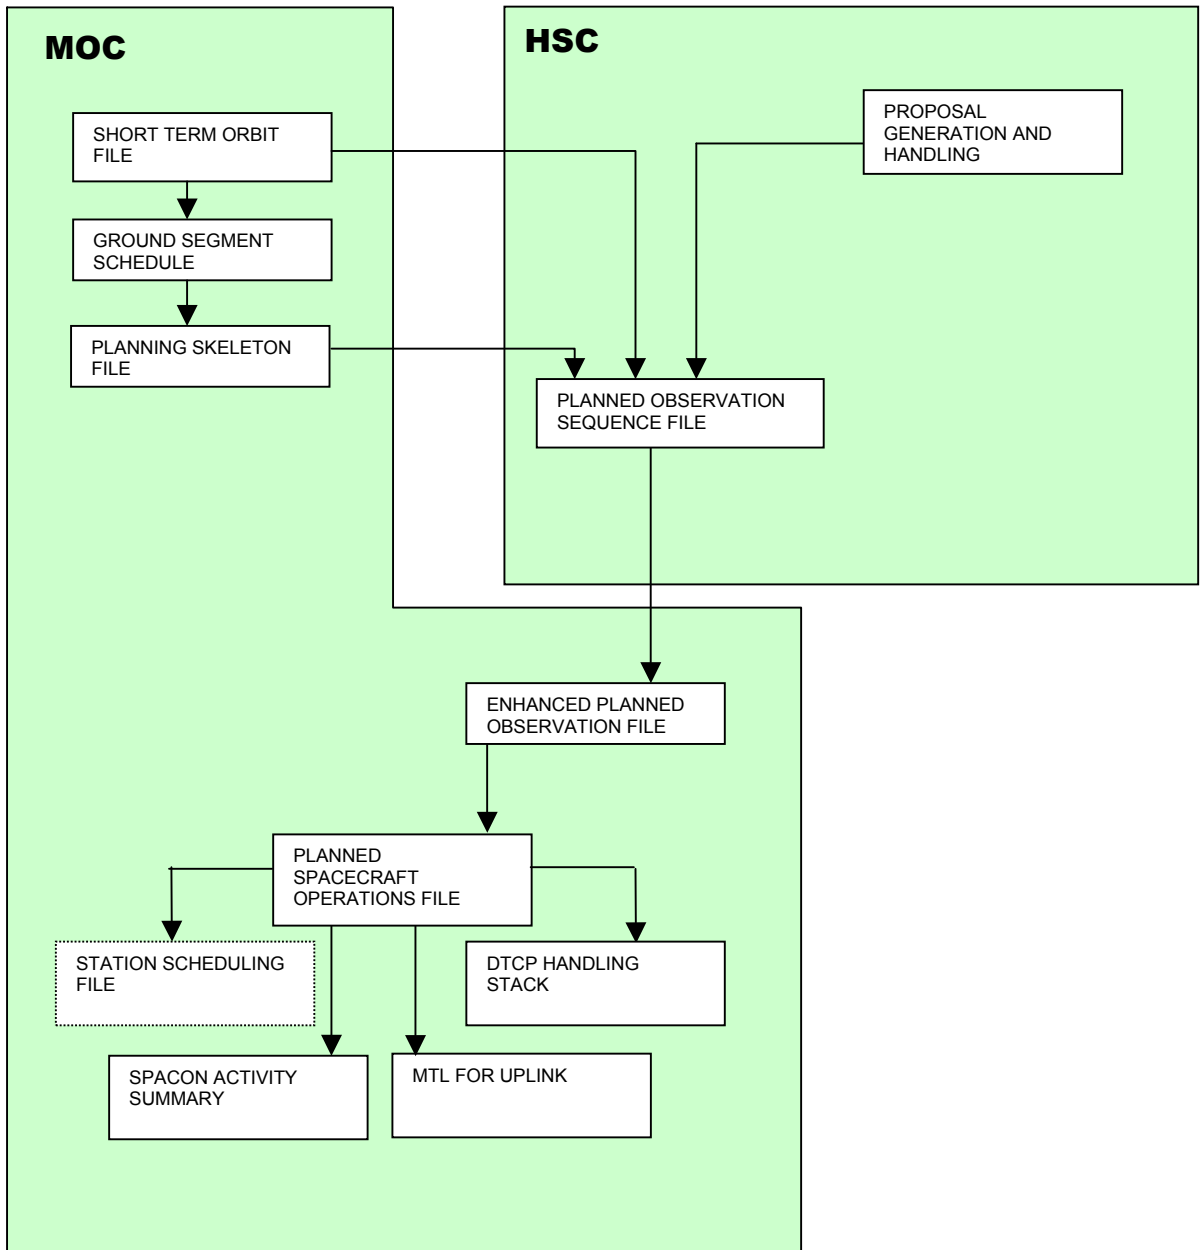 MOC
SHORT TERM ORBIT
FILE
GROUND SEGMENT
SCHEDULE
PLANNING SKELETON
FILE
HSC
PROPOSAL
GENERATION AND
HANDLING
PLANNED OBSERVATION
SEQUENCE FILE
ENHANCED PLANNED
OBSERVATION FILE
PLANNED
SPACECRAFT
OPERATIONS FILE
STATION SCHEDULING
FILE
DTCP HANDLING
STACK
SPACON ACTIVITY
SUMMARY
MTL FOR UPLINK